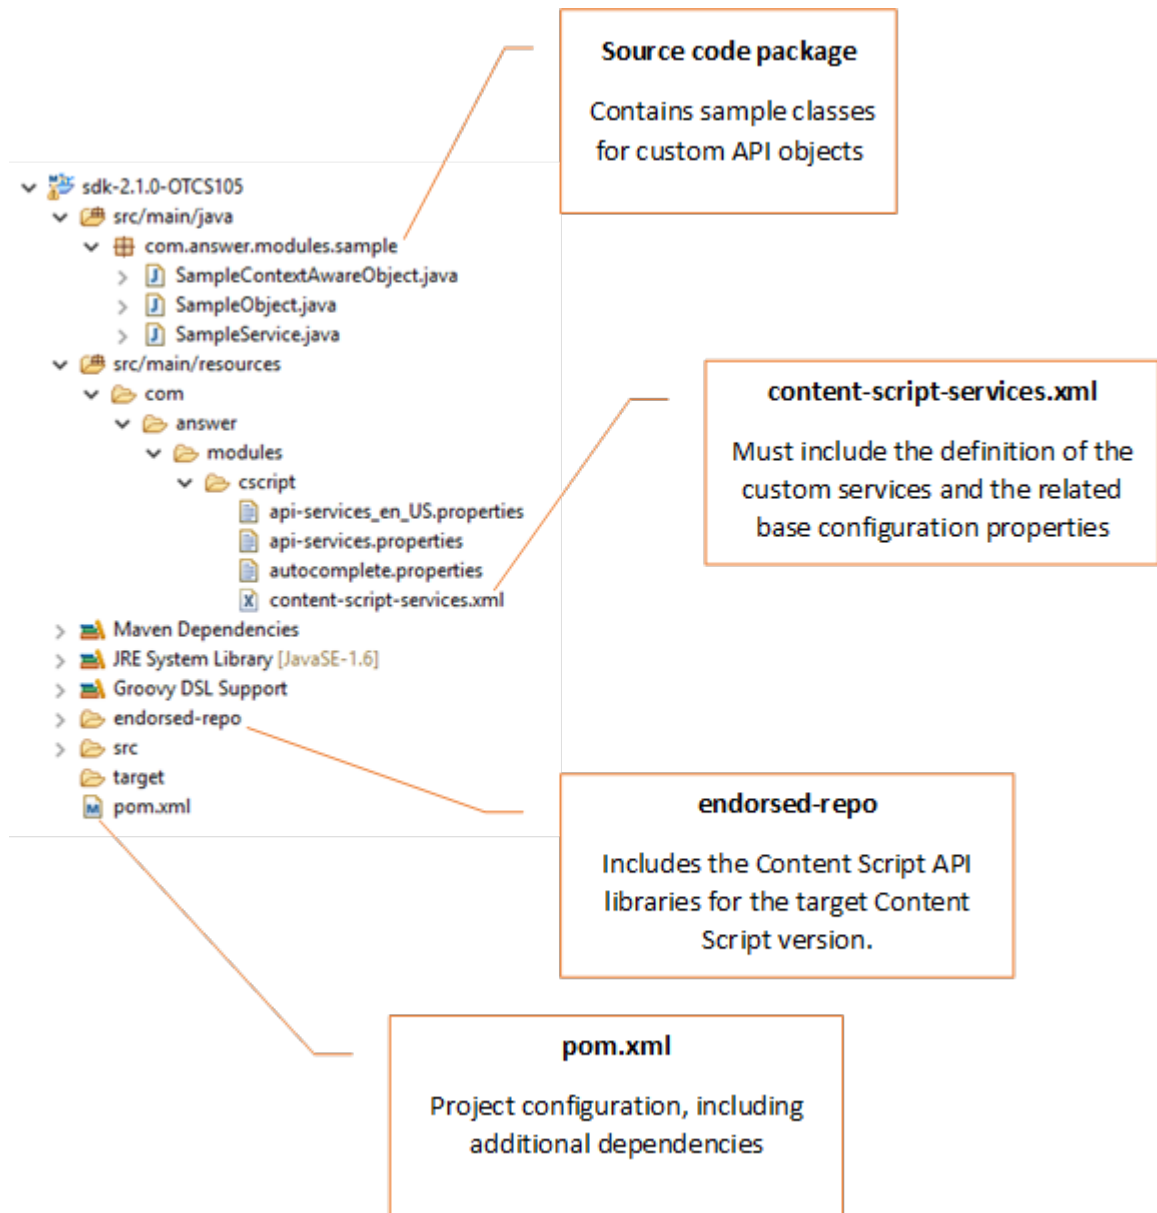 Source code package
Contains sample classes
for custom API objects
sdk-2.1.0-OTCS105
src/main/java
com.answer.modules.sample
SampleContextAwareObject.java
SampleObject.java
SampleService.java
src/main/resources
com
answer
modules
cscript
api-services_en_US.properties
api-services.properties
autocomplete.properties
content-script-services.xml
Maven Dependencies
JRE System Library [JavaSE-1.6]
Groovy DSL Support
endorsed-repo
src
target
pom.xml
content-script-services.xml
Must include the definition of the
custom services and the related
base configuration properties
endorsed-repo
Includes the Content Script API
libraries for the target Content
Script version.
pom.xml
Project configuration, including
additional dependencies